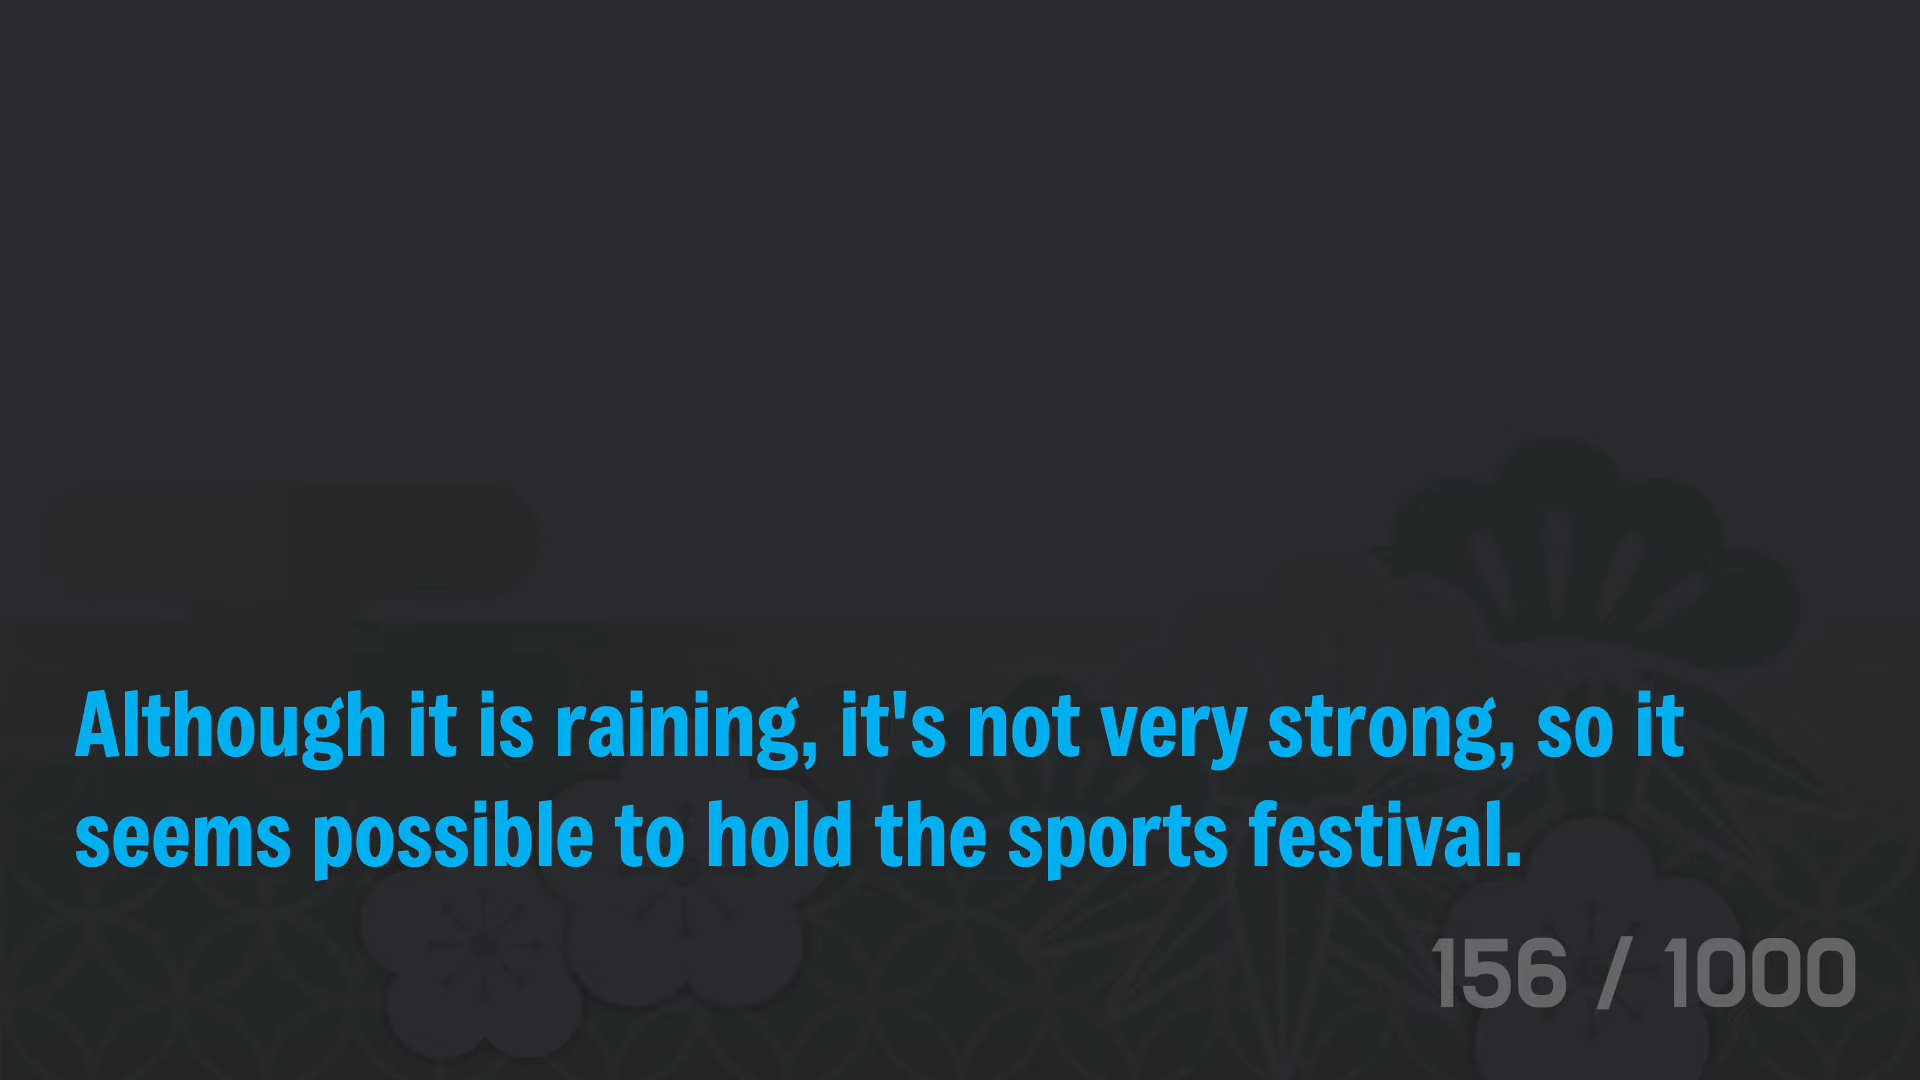 Although it is raining, it's not very strong, so it
seems possible to hold the sports festival.
156 / 1000